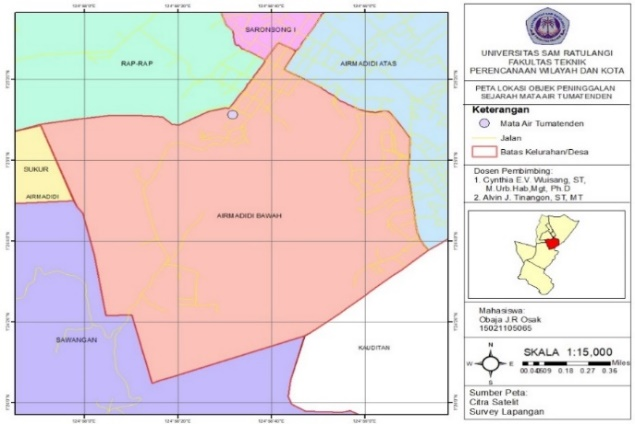 SARONSONG I
RAP-RAP
AIRMADIDI ATAS
SUKUR
AIRMADIDI
AIRMADIDI BAWAH
SAWANGAN
KAUDITAN
UNIVERSITAS SAM RATULANGI
FAKULTAS TEKNIK
PERENCANAAN WILAYAH DAN KOTA
PETA LOKASI OBJEK PENINGGALAN
SEJARAH MATA AIR TUMATENDEN
Keterangan
Mata Air Tumatenden
Jalan
Batas Kelurahan/Desa
Dosen Pembimbing:
1. Cynthia E.V. Wuisang, ST,
M.Urb.Hab,Mgt, Ph.D
2. Alvin J. Tinangon, ST, MT
Mahasiswa:
Obaja J.R Osak
15021105065
N
W
E
S
SKALA 1:15,000
0.18 0.27 0.36
Miles
Sumber Peta:
Citra Satelit
Survey Lapangan